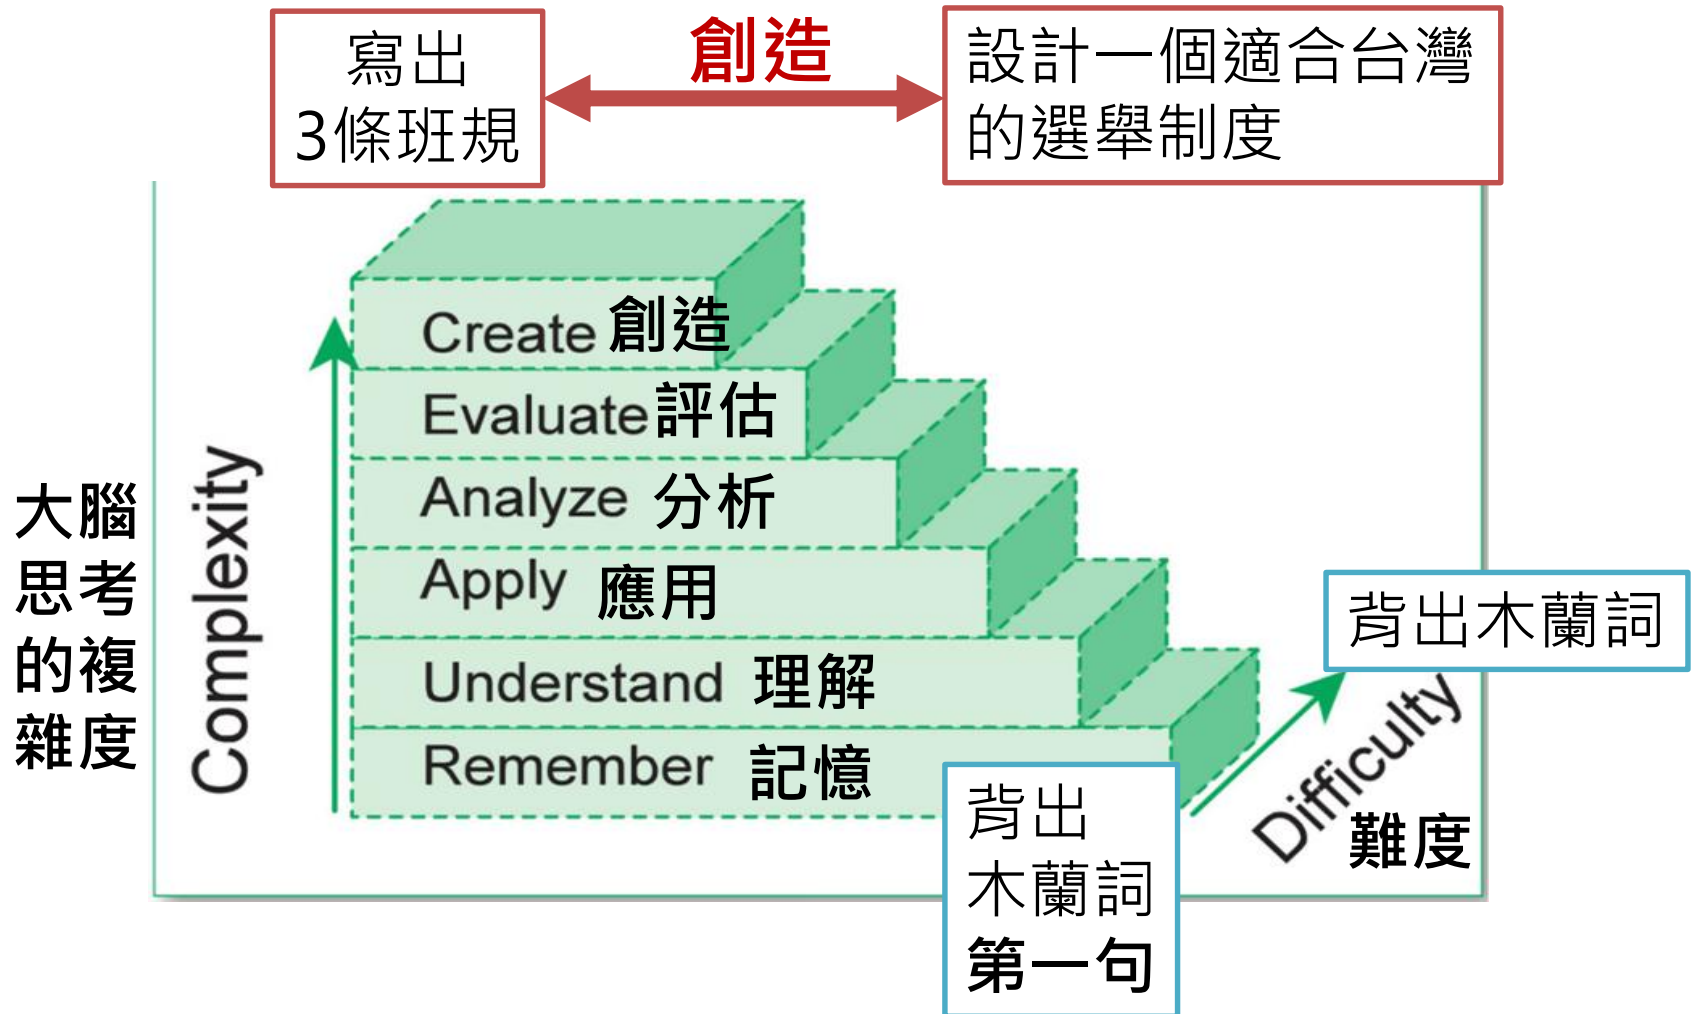 寫出
3條班規
創造
設計一個適合台灣
的選舉制度
Create 創造
Evaluate 評估
Analyze 分析
Apply 應用
Understand 理解
Remember 記憶
大腦
思考
的複
雜度
Complexity
背出木蘭詞
Difficulty
難度
背出
木蘭詞
第一句